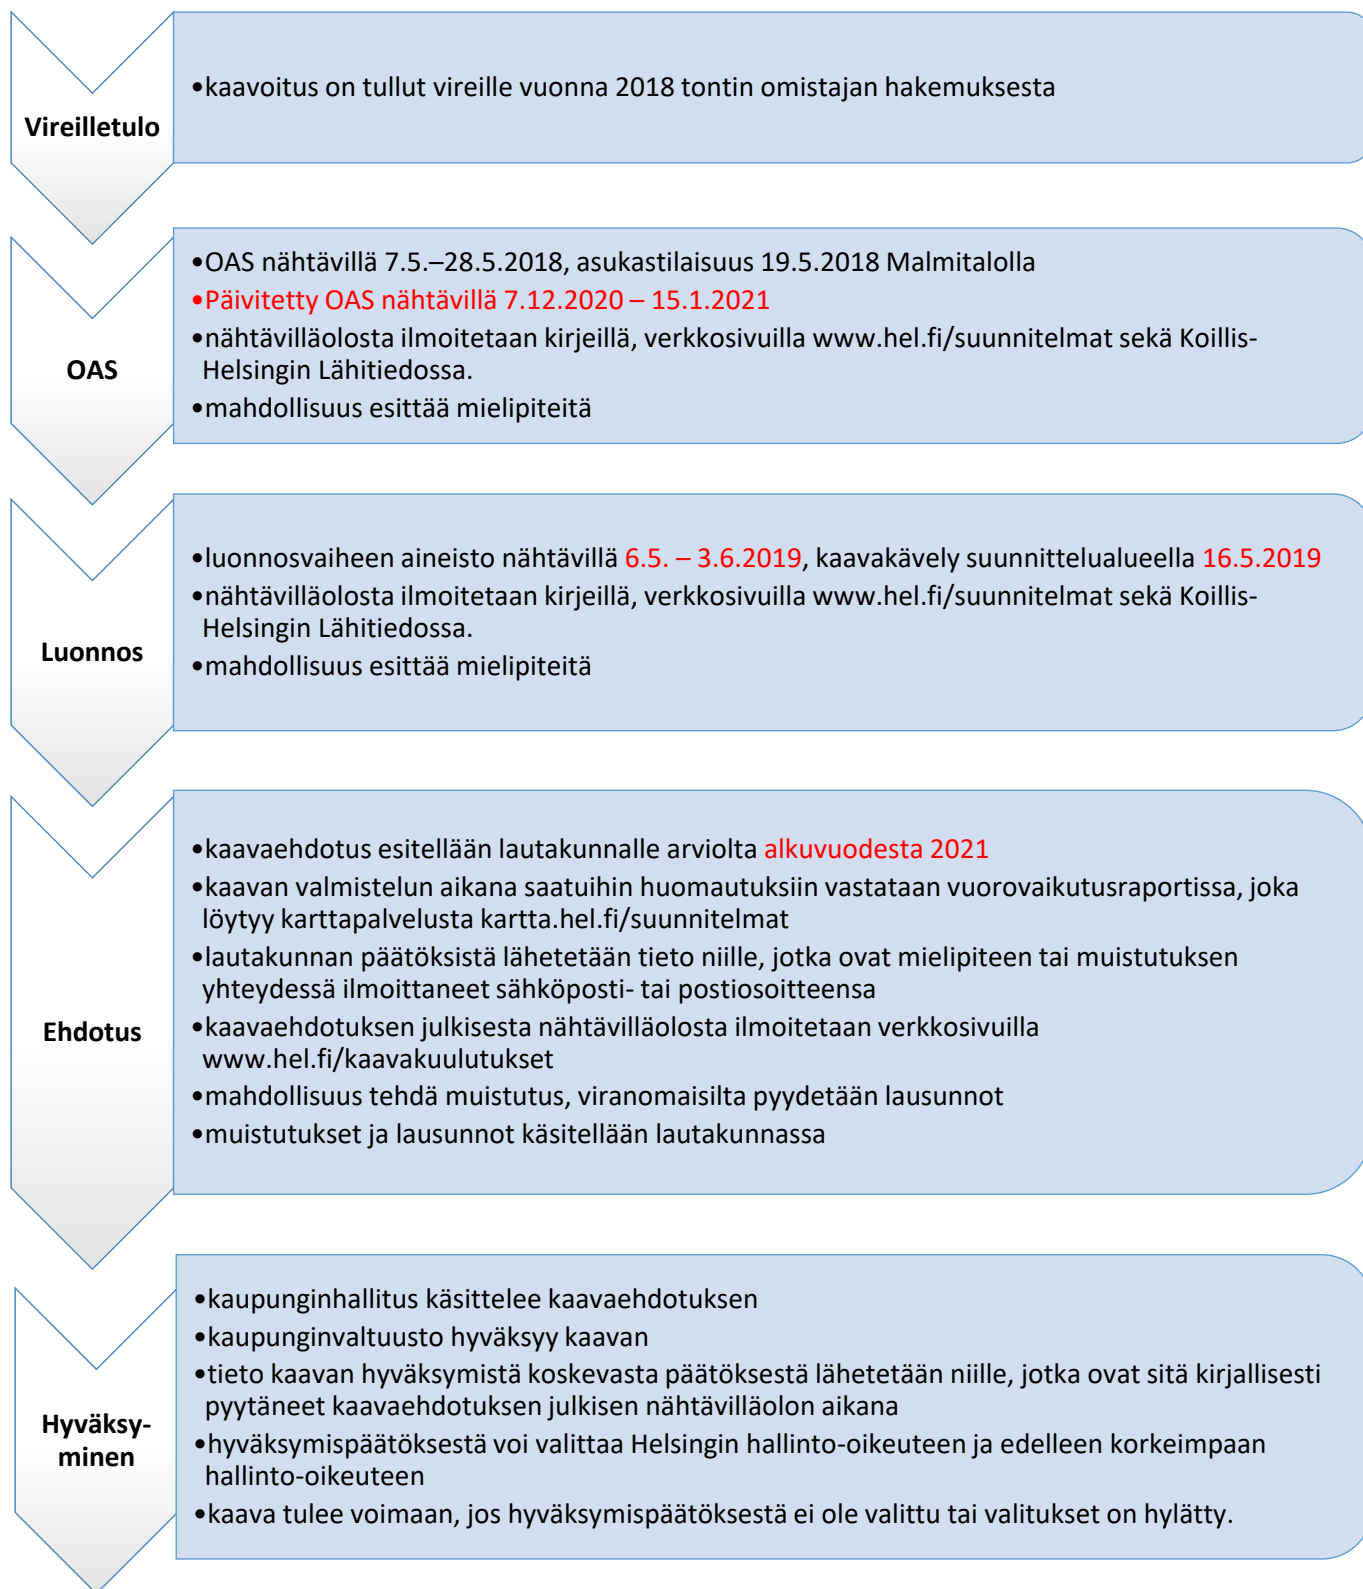 Vireilletulo
•kaavoitus on tullut vireille vuonna 2018 tontin omistajan hakemuksesta
OAS
•OAS nähtävillä 7.5.–28.5.2018, asukastilaisuus 19.5.2018 Malmitalolla
•Päivitetty OAS nähtävillä 7.12.2020 – 15.1.2021
•nähtävilläolosta ilmoitetaan kirjeillä, verkkosivuilla www.hel.fi/suunnitelmat sekä Koillis-
Helsingin Lähitiedossa.
•mahdollisuus esittää mielipiteitä
Luonnos
•luonnosvaiheen aineisto nähtävillä 6.5. – 3.6.2019, kaavakävely suunnittelualueella 16.5.2019
•nähtävilläolosta ilmoitetaan kirjeillä, verkkosivuilla www.hel.fi/suunnitelmat sekä Koillis-
Helsingin Lähitiedossa.
•mahdollisuus esittää mielipiteitä
Ehdotus
•kaavaehdotus esitellään lautakunnalle arviolta alkuvuodesta 2021
•kaavan valmistelun aikana saatuihin huomautuksiin vastataan vuorovaikutusraportissa, joka
löytyy karttapalvelusta kartta.hel.fi/suunnitelmat
•lautakunnan päätöksistä lähetetään tieto niille, jotka ovat mielipiteen tai muistutuksen
yhteydessä ilmoittaneet sähköposti- tai postiosoitteensa
•kaavaehdotuksen julkisesta nähtävilläolosta ilmoitetaan verkkosivuilla
www.hel.fi/kaavakuulutukset
•mahdollisuus tehdä muistutus, viranomaisilta pyydetään lausunnot
•muistutukset ja lausunnot käsitellään lautakunnassa
Hyväksy-
minen
•kaupunginhallitus käsittelee kaavaehdotuksen
•kaupunginvaltuusto hyväksyy kaavan
•tieto kaavan hyväksymistä koskevasta päätöksestä lähetetään niille, jotka ovat sitä kirjallisesti
pyytäneet kaavaehdotuksen julkisen nähtävilläolon aikana
•hyväksymispäätöksestä voi valittaa Helsingin hallinto-oikeuteen ja edelleen korkeimpaan
hallinto-oikeuteen
•kaava tulee voimaan, jos hyväksymispäätöksestä ei ole valittu tai valitukset on hylätty.